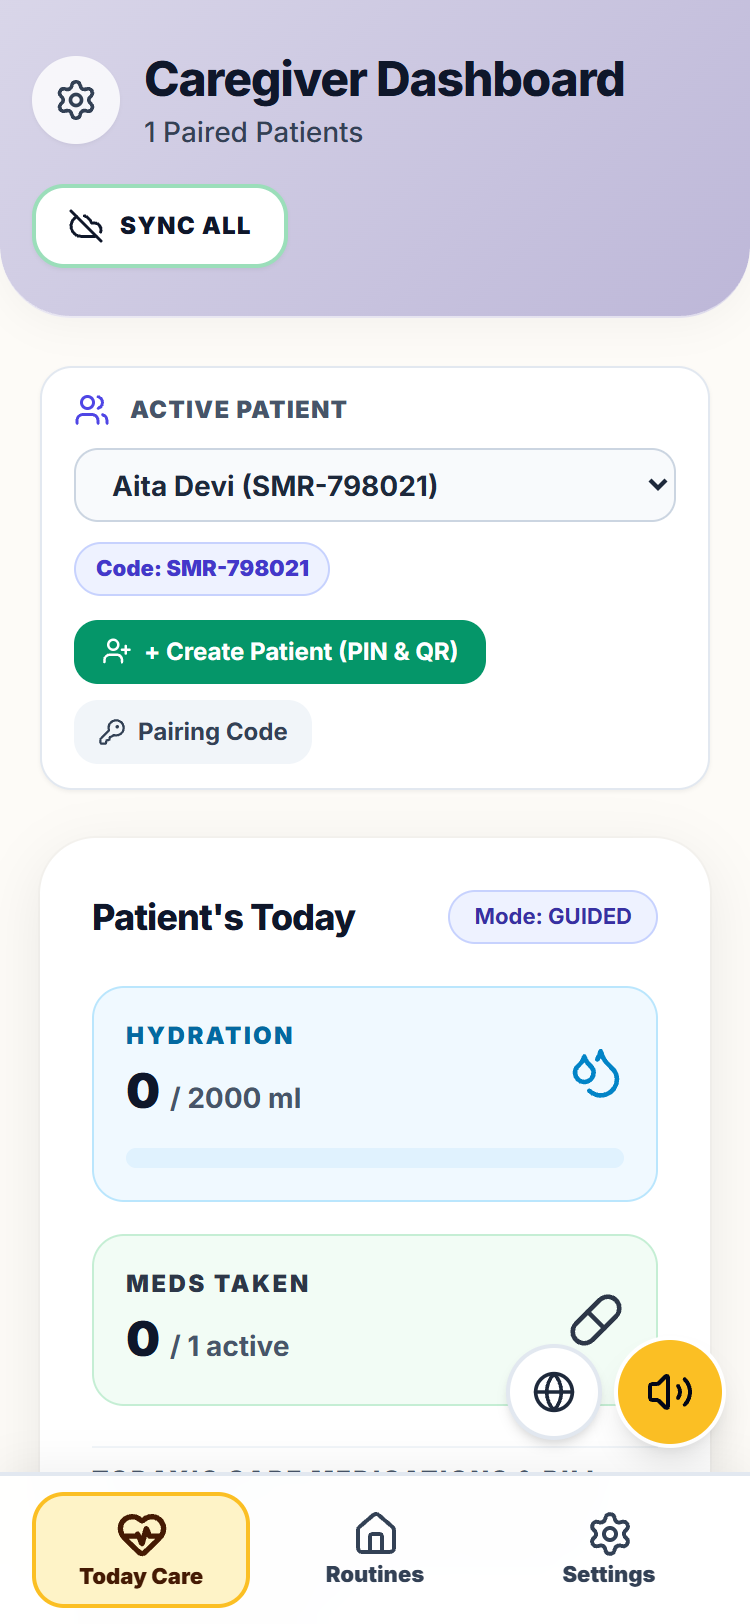 Caregiver Dashboard
1 Paired Patients
SYNC ALL
ACTIVE PATIENT
Aita Devi (SMR-798021)
Code: SMR-798021
+ Create Patient (PIN & QR)
Pairing Code
Patient's Today
Mode: GUIDED
HYDRATION
0 / 2000 ml
MEDS TAKEN
0 / 1 active
Today Care
Routines
Settings